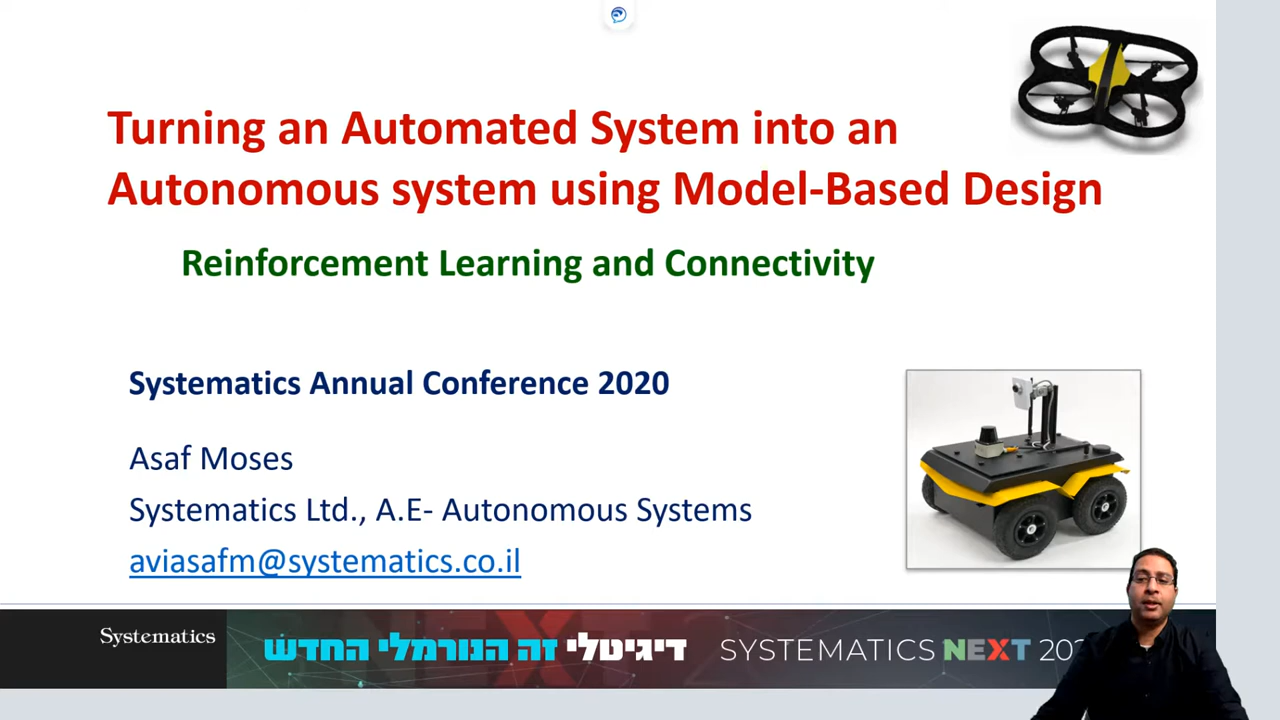 Turning an Automated System into an
Autonomous system using Model-Based Design
Reinforcement Learning and Connectivity
Systematics Annual Conference 2020
Asaf Moses
Systematics Ltd., A.E- Autonomous Systems
aviasafm@systematics.co.il
Systematics
דיגיטלי זה הנורמלי החדש
SYSTEMATICS NEXT